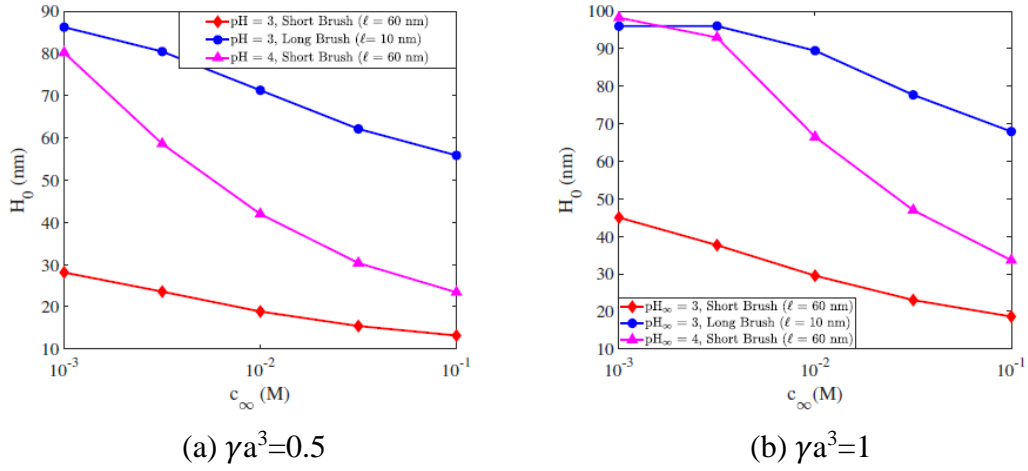 90
80
70
60
50
40
30
20
10
H₀ (nm)
10⁻³
10⁻²
10⁻¹
c∞ (M)
pH = 3, Short Brush (ℓ = 60 nm)
pH = 3, Long Brush (ℓ= 10 nm)
pH = 4, Short Brush (ℓ = 60 nm)
(a) γa³=0.5
100
90
80
70
60
50
40
30
20
10
H₀ (nm)
10⁻³
10⁻²
10⁻¹
c∞ (M)
pH∞ = 3, Short Brush (ℓ = 60 nm)
pH∞ = 3, Long Brush (ℓ = 10 nm)
pH∞ = 4, Short Brush (ℓ = 60 nm)
(b) γa³=1